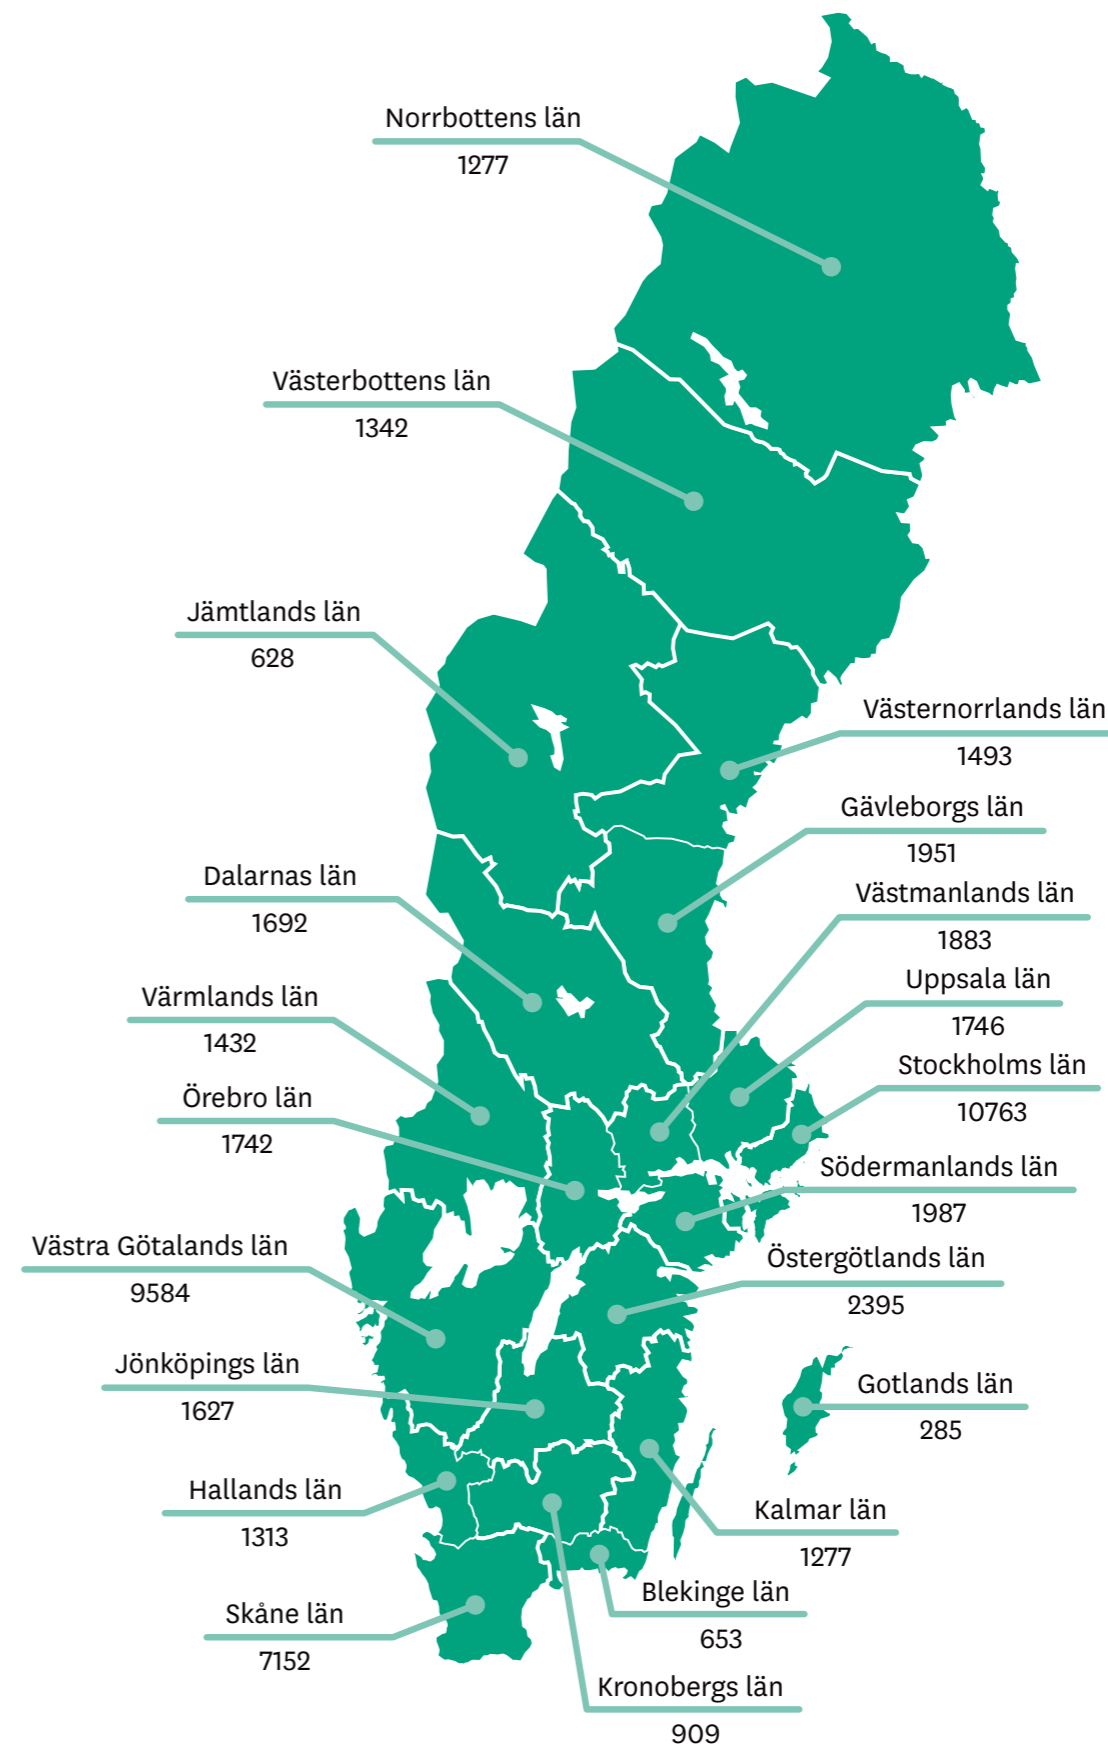 Norrbottens län
1277
Västerbottens län
1342
Jämtlands län
628
Västernorrlands län
1493
Gävleborgs län
1951
Dalarnas län
1692
Västmanlands län
1883
Uppsala län
1746
Värmlands län
1432
Stockholms län
10763
Örebro län
1742
Södermanlands län
1987
Västra Götalands län
9584
Östergötlands län
2395
Jönköpings län
1627
Gotlands län
285
Hallands län
1313
Kalmar län
1277
Blekinge län
653
Skåne län
7152
Kronobergs län
909